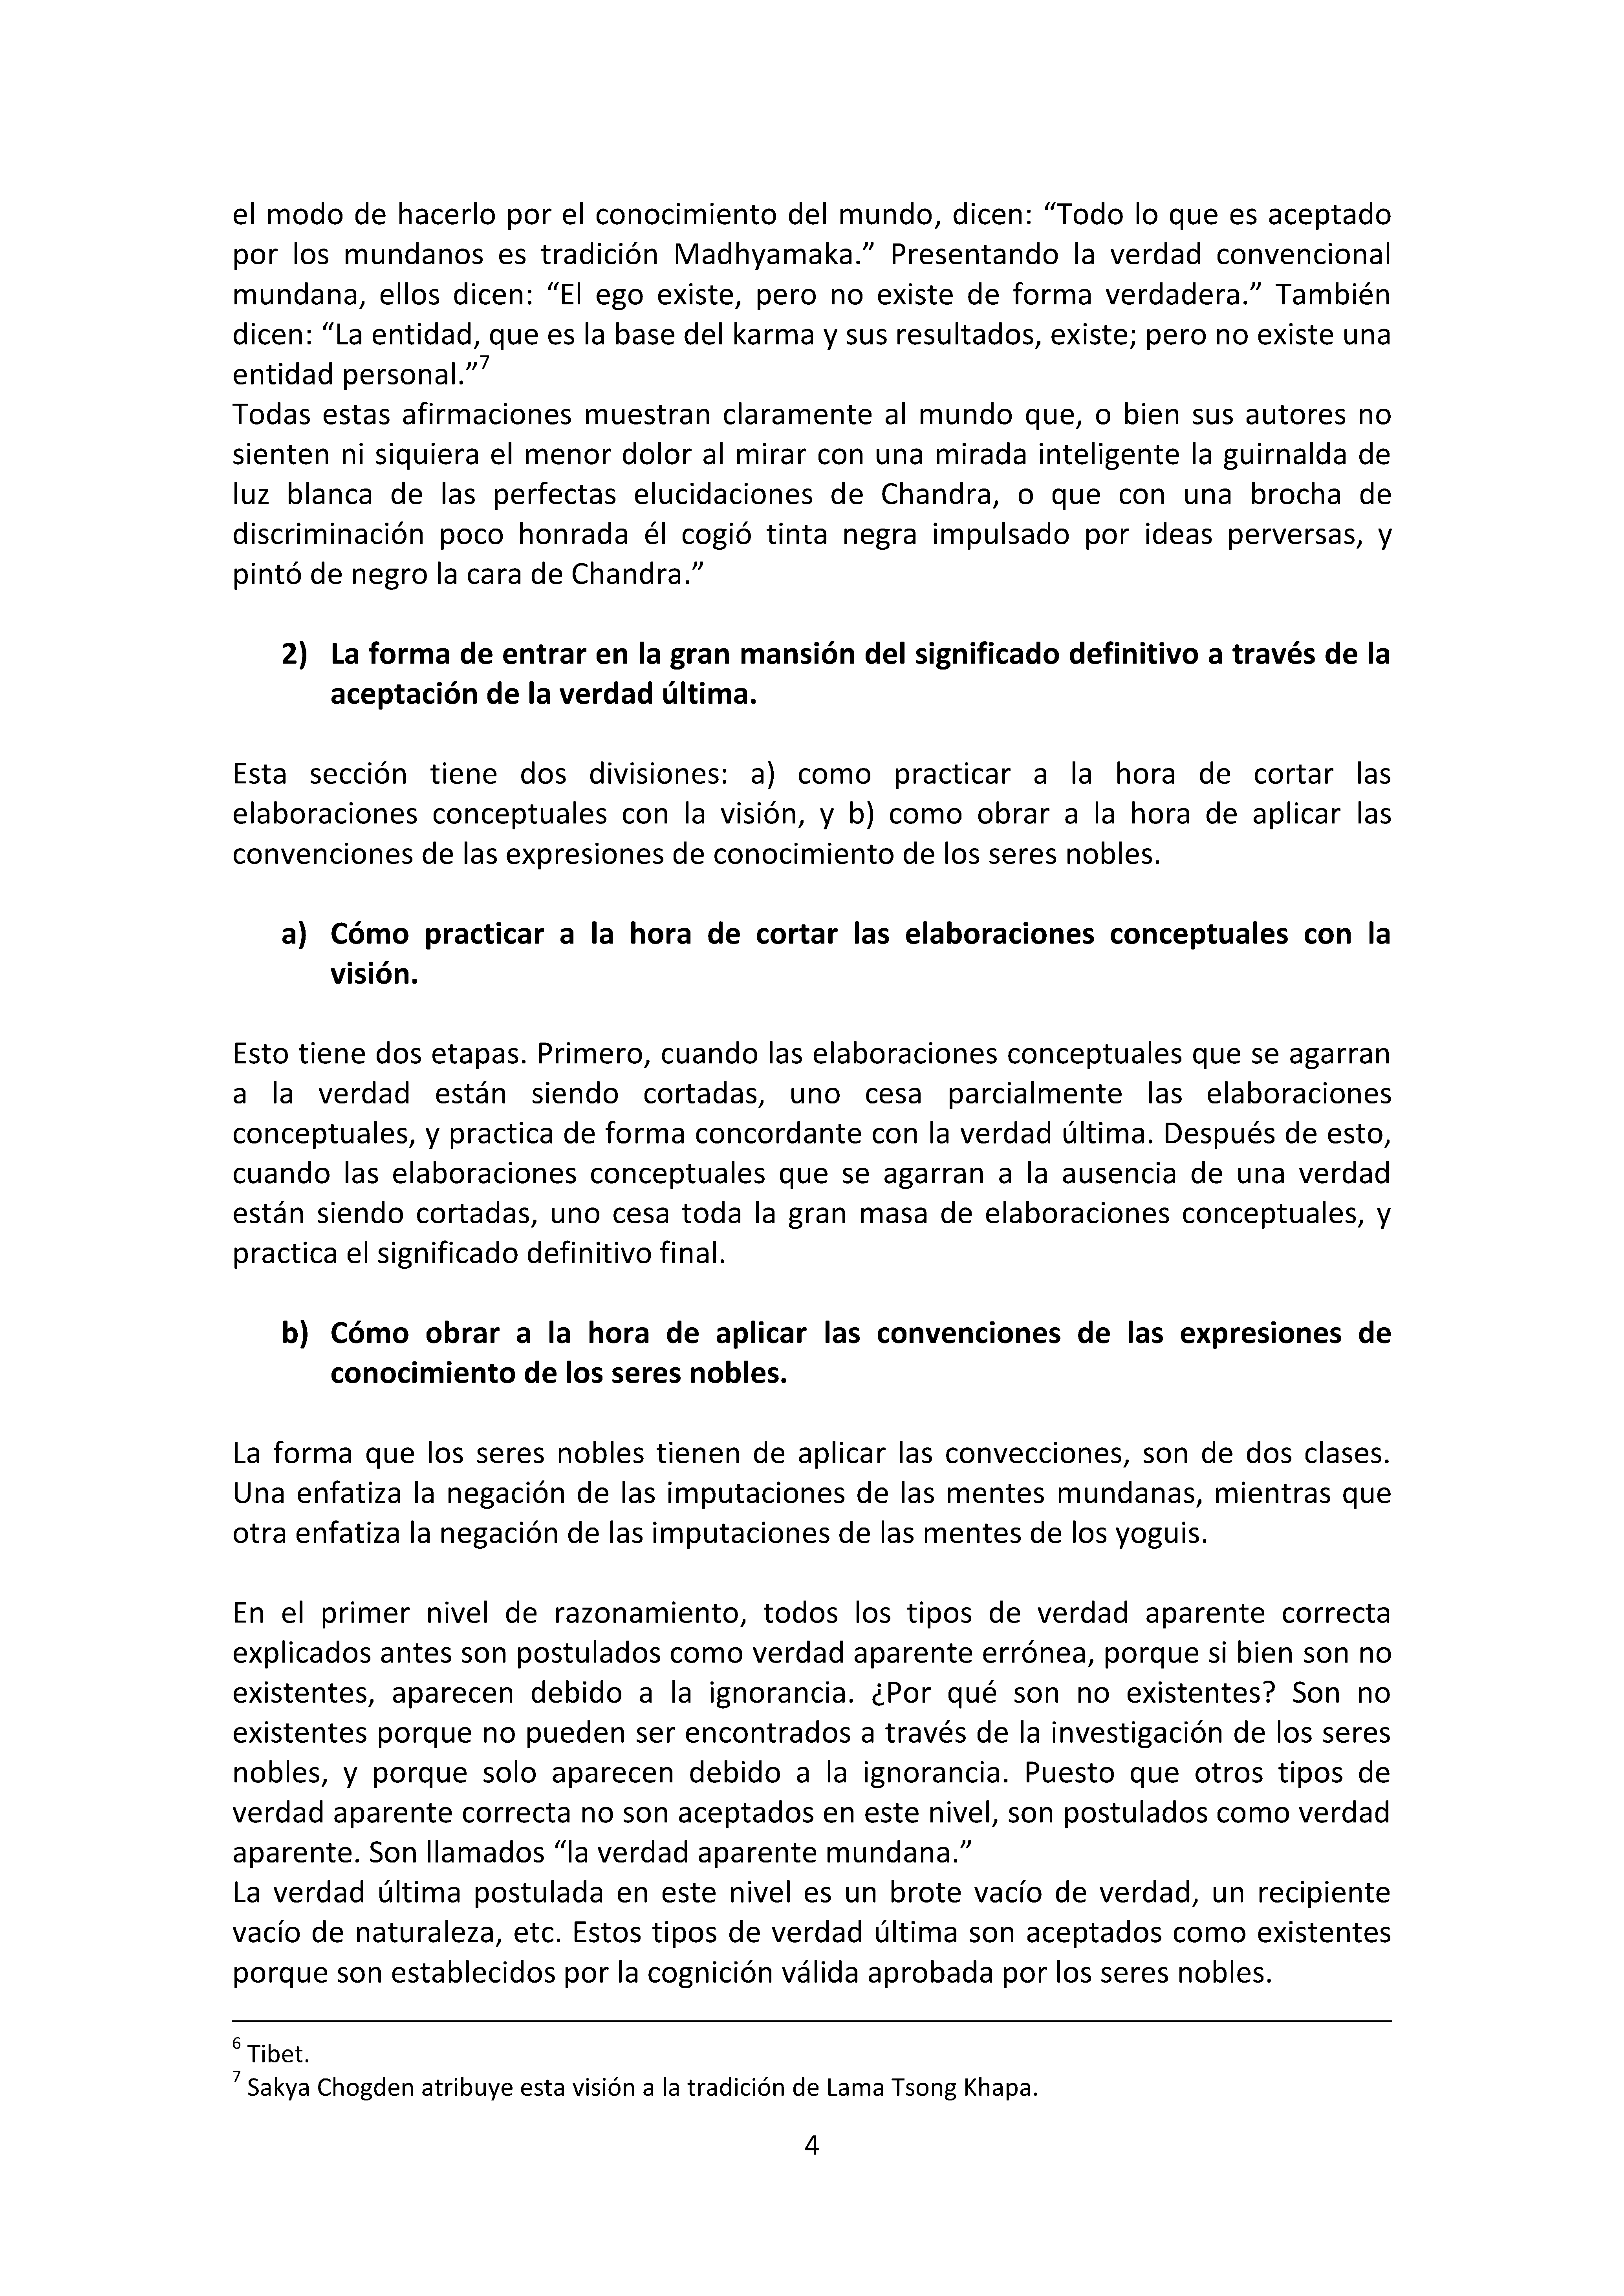 el modo de hacerlo por el conocimiento del mundo, dicen: “Todo lo que es aceptado
por los mundanos es tradición Madhyamaka.” Presentando la verdad convencional
mundana, ellos dicen: “El ego existe, pero no existe de forma verdadera.” También
dicen: “La entidad, que es la base del karma y sus resultados, existe; pero no existe una
entidad personal.”7
Todas estas afirmaciones muestran claramente al mundo que, o bien sus autores no
sienten ni siquiera el menor dolor al mirar con una mirada inteligente la guirnalda de
luz blanca de las perfectas elucidaciones de Chandra, o que con una brocha de
discriminación poco honrada él cogió tinta negra impulsado por ideas perversas, y
pintó de negro la cara de Chandra.”
2) La forma de entrar en la gran mansión del significado definitivo a través de la
aceptación de la verdad última.
Esta sección tiene dos divisiones: a) como practicar a la hora de cortar las
elaboraciones conceptuales con la visión, y b) como obrar a la hora de aplicar las
convenciones de las expresiones de conocimiento de los seres nobles.
a) Cómo practicar a la hora de cortar las elaboraciones conceptuales con la
visión.
Esto tiene dos etapas. Primero, cuando las elaboraciones conceptuales que se agarran
a la verdad están siendo cortadas, uno cesa parcialmente las elaboraciones
conceptuales, y practica de forma concordante con la verdad última. Después de esto,
cuando las elaboraciones conceptuales que se agarran a la ausencia de una verdad
están siendo cortadas, uno cesa toda la gran masa de elaboraciones conceptuales, y
practica el significado definitivo final.
b) Cómo obrar a la hora de aplicar las convenciones de las expresiones de
conocimiento de los seres nobles.
La forma que los seres nobles tienen de aplicar las convecciones, son de dos clases.
Una enfatiza la negación de las imputaciones de las mentes mundanas, mientras que
otra enfatiza la negación de las imputaciones de las mentes de los yoguis.
En el primer nivel de razonamiento, todos los tipos de verdad aparente correcta
explicados antes son postulados como verdad aparente errónea, porque si bien son no
existentes, aparecen debido a la ignorancia. ¿Por qué son no existentes? Son no
existentes porque no pueden ser encontrados a través de la investigación de los seres
nobles, y porque solo aparecen debido a la ignorancia. Puesto que otros tipos de
verdad aparente correcta no son aceptados en este nivel, son postulados como verdad
aparente. Son llamados “la verdad aparente mundana.”
La verdad última postulada en este nivel es un brote vacío de verdad, un recipiente
vacío de naturaleza, etc. Estos tipos de verdad última son aceptados como existentes
porque son establecidos por la cognición válida aprobada por los seres nobles.
6 Tibet.
7 Sakya Chogden atribuye esta visión a la tradición de Lama Tsong Khapa.
4